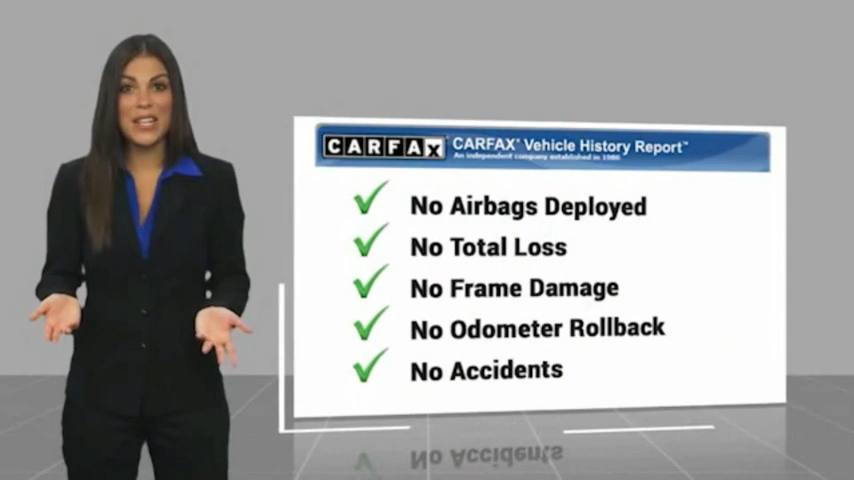 CARFAX CARFAX® Vehicle History Report™
An independent company established in 1986
No Airbags Deployed
No Total Loss
No Frame Damage
No Odometer Rollback
No Accidents
No Accidents